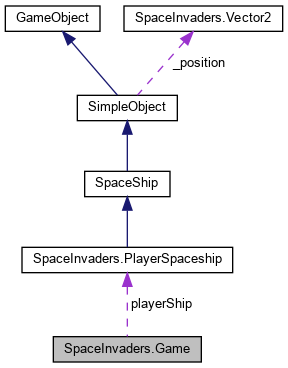 GameObject
SpaceInvaders.Vector2
_position
SimpleObject
SpaceShip
SpaceInvaders.PlayerSpaceship
playerShip
SpaceInvaders.Game